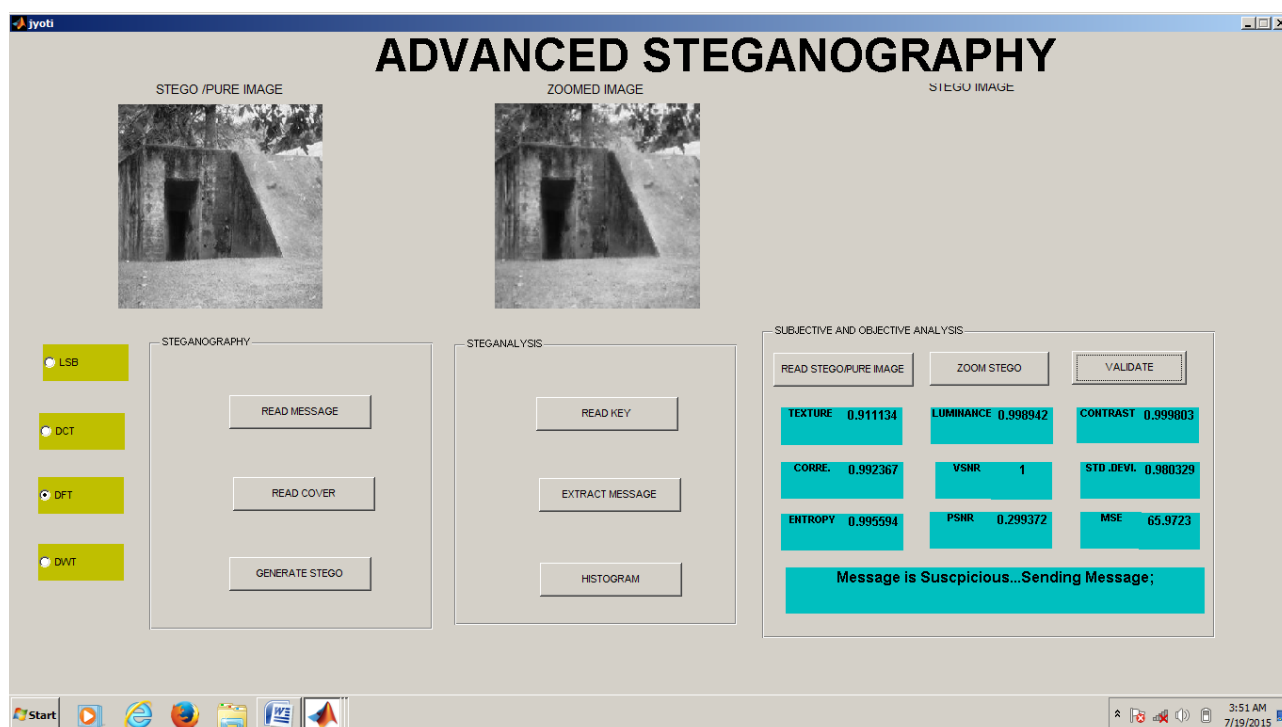 jyoti
ADVANCED STEGANOGRAPHY
STEGO /PURE IMAGE
ZOOMED IMAGE
STEGO IMAGE
LSB
DCT
DFT
DWT
STEGANOGRAPHY
READ MESSAGE
READ COVER
GENERATE STEGO
STEGANALYSIS
READ KEY
EXTRACT MESSAGE
HISTOGRAM
SUBJECTIVE AND OBJECTIVE ANALYSIS
READ STEGO/PURE IMAGE
ZOOM STEGO
VALIDATE
TEXTURE 0.911134
LUMINANCE 0.998942
CONTRAST 0.999803
CORRE. 0.992367
VSNR 1
STD .DEVI. 0.980329
ENTROPY 0.995594
PSNR 0.299372
MSE 65.9723
Message is Suscpicious...Sending Message;
Start
3:51 AM
7/19/2015